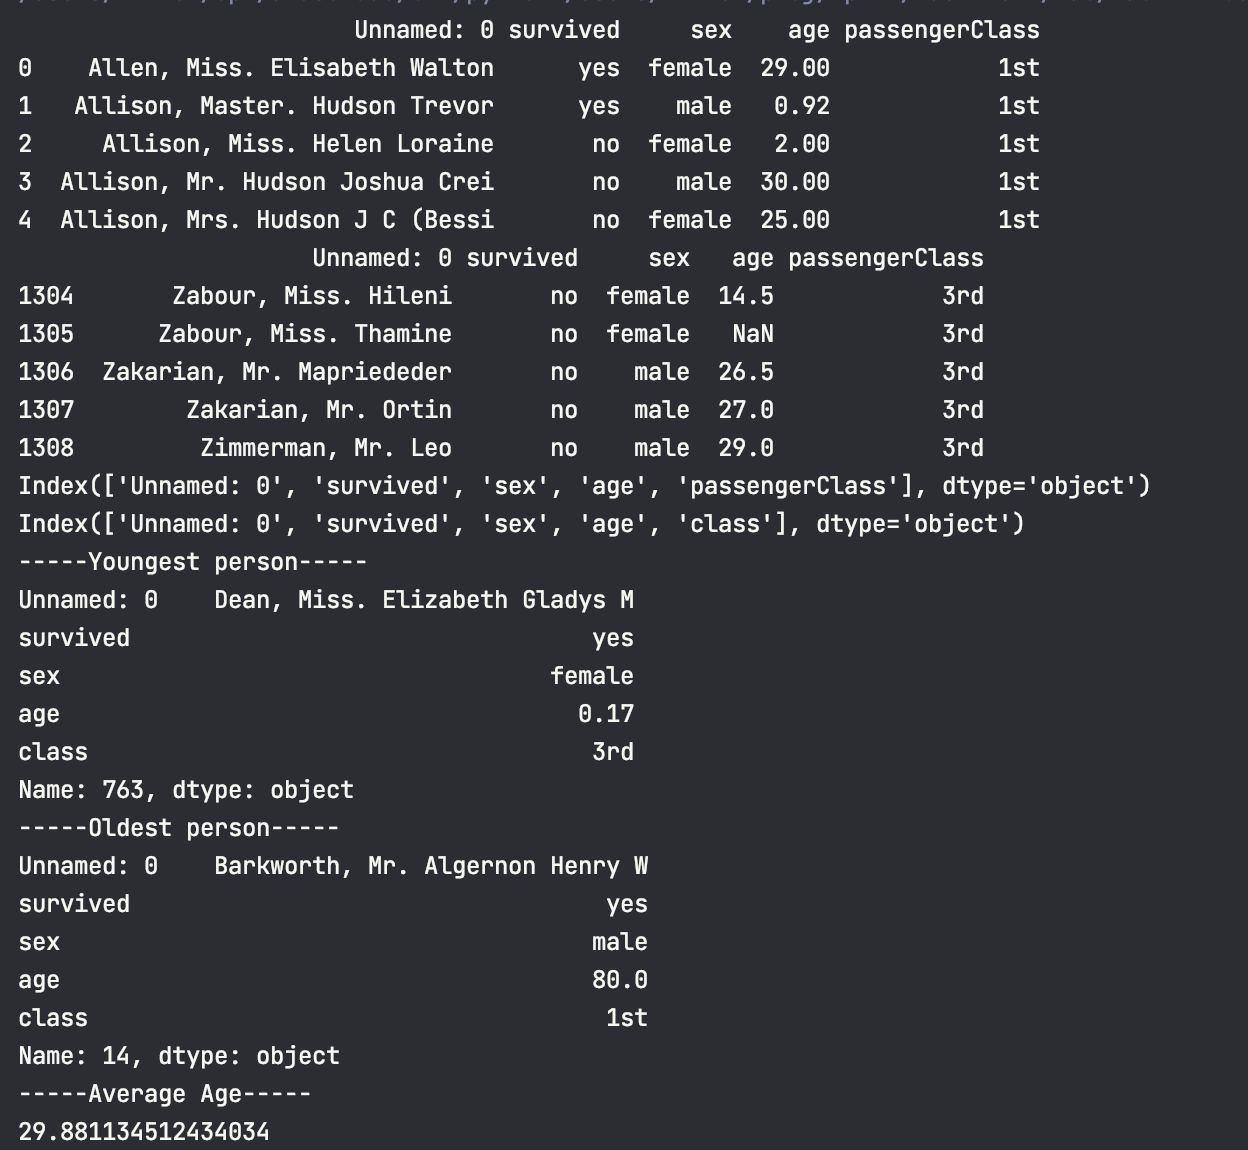 Unnamed: 0 survived sex age passengerClass
0 Allen, Miss. Elisabeth Walton yes female 29.00 1st
1 Allison, Master. Hudson Trevor yes male 0.92 1st
2 Allison, Miss. Helen Loraine no female 2.00 1st
3 Allison, Mr. Hudson Joshua Crei no male 30.00 1st
4 Allison, Mrs. Hudson J C (Bessi no female 25.00 1st
Unnamed: 0 survived sex age passengerClass
1304 Zabour, Miss. Hileni no female 14.5 3rd
1305 Zabour, Miss. Thamine no female NaN 3rd
1306 Zakarian, Mr. Mapriededer no male 26.5 3rd
1307 Zakarian, Mr. Ortin no male 27.0 3rd
1308 Zimmerman, Mr. Leo no male 29.0 3rd
Index(['Unnamed: 0', 'survived', 'sex', 'age', 'passengerClass'], dtype='object')
Index(['Unnamed: 0', 'survived', 'sex', 'age', 'class'], dtype='object')
-----Youngest person-----
Unnamed: 0 Dean, Miss. Elizabeth Gladys M
survived yes
sex female
age 0.17
class 3rd
Name: 763, dtype: object
-----Oldest person-----
Unnamed: 0 Barkworth, Mr. Algernon Henry W
survived yes
sex male
age 80.0
class 1st
Name: 14, dtype: object
-----Average Age-----
29.881134512434034